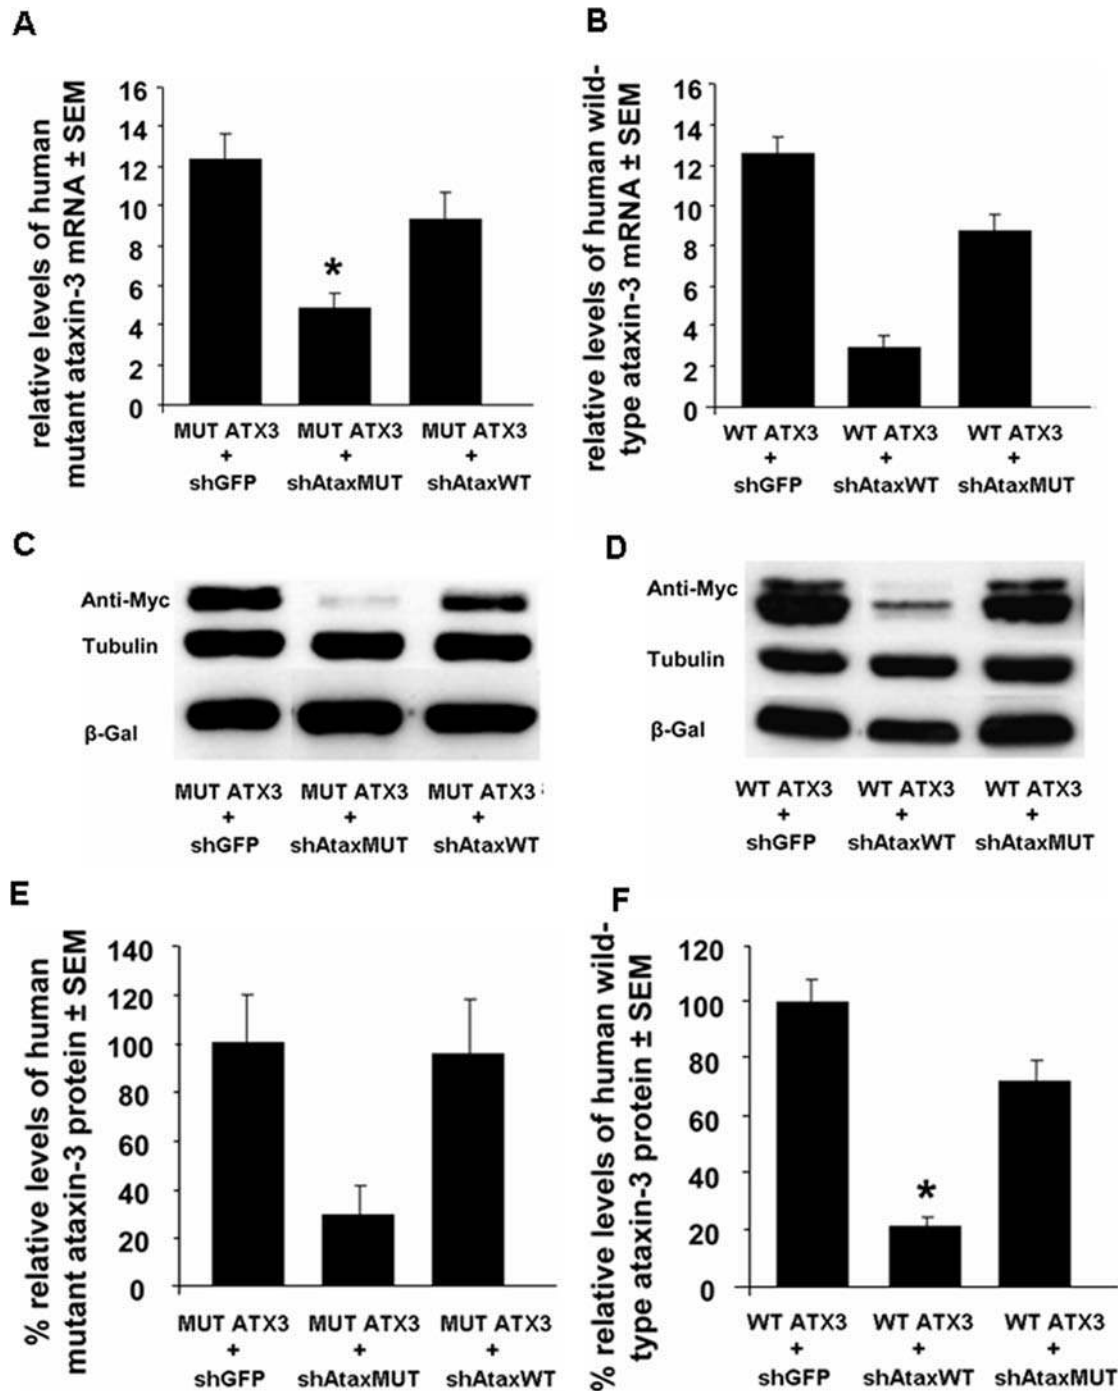 A
relative levels of human
mutant ataxin-3 mRNA ± SEM
16
14
12
10
8
6
4
2
0
*
MUT ATX3 MUT ATX3 MUT ATX3
+ + +
shGFP shAtaxMUT shAtaxWT
B
relative levels of human wild-
type ataxin-3 mRNA ± SEM
16
14
12
10
8
6
4
2
0
WT ATX3 WT ATX3 WT ATX3
+ + +
shGFP shAtaxWT shAtaxMUT
C
Anti-Myc
Tubulin
β-Gal
MUT ATX3 MUT ATX3 MUT ATX3
+ + +
shGFP shAtaxMUT shAtaxWT
D
Anti-Myc
Tubulin
β-Gal
WT ATX3 WT ATX3 WT ATX3
+ + +
shGFP shAtaxWT shAtaxMUT
E
% relative levels of human
mutant ataxin-3 protein ± SEM
140
120
100
80
60
40
20
0
MUT ATX3 MUT ATX3 MUT ATX3
+ + +
shGFP shAtaxMUT shAtaxWT
F
% relative levels of human wild-
type ataxin-3 protein ± SEM
120
100
80
60
40
20
0
*
WT ATX3 WT ATX3 WT ATX3
+ + +
shGFP shAtaxWT shAtaxMUT